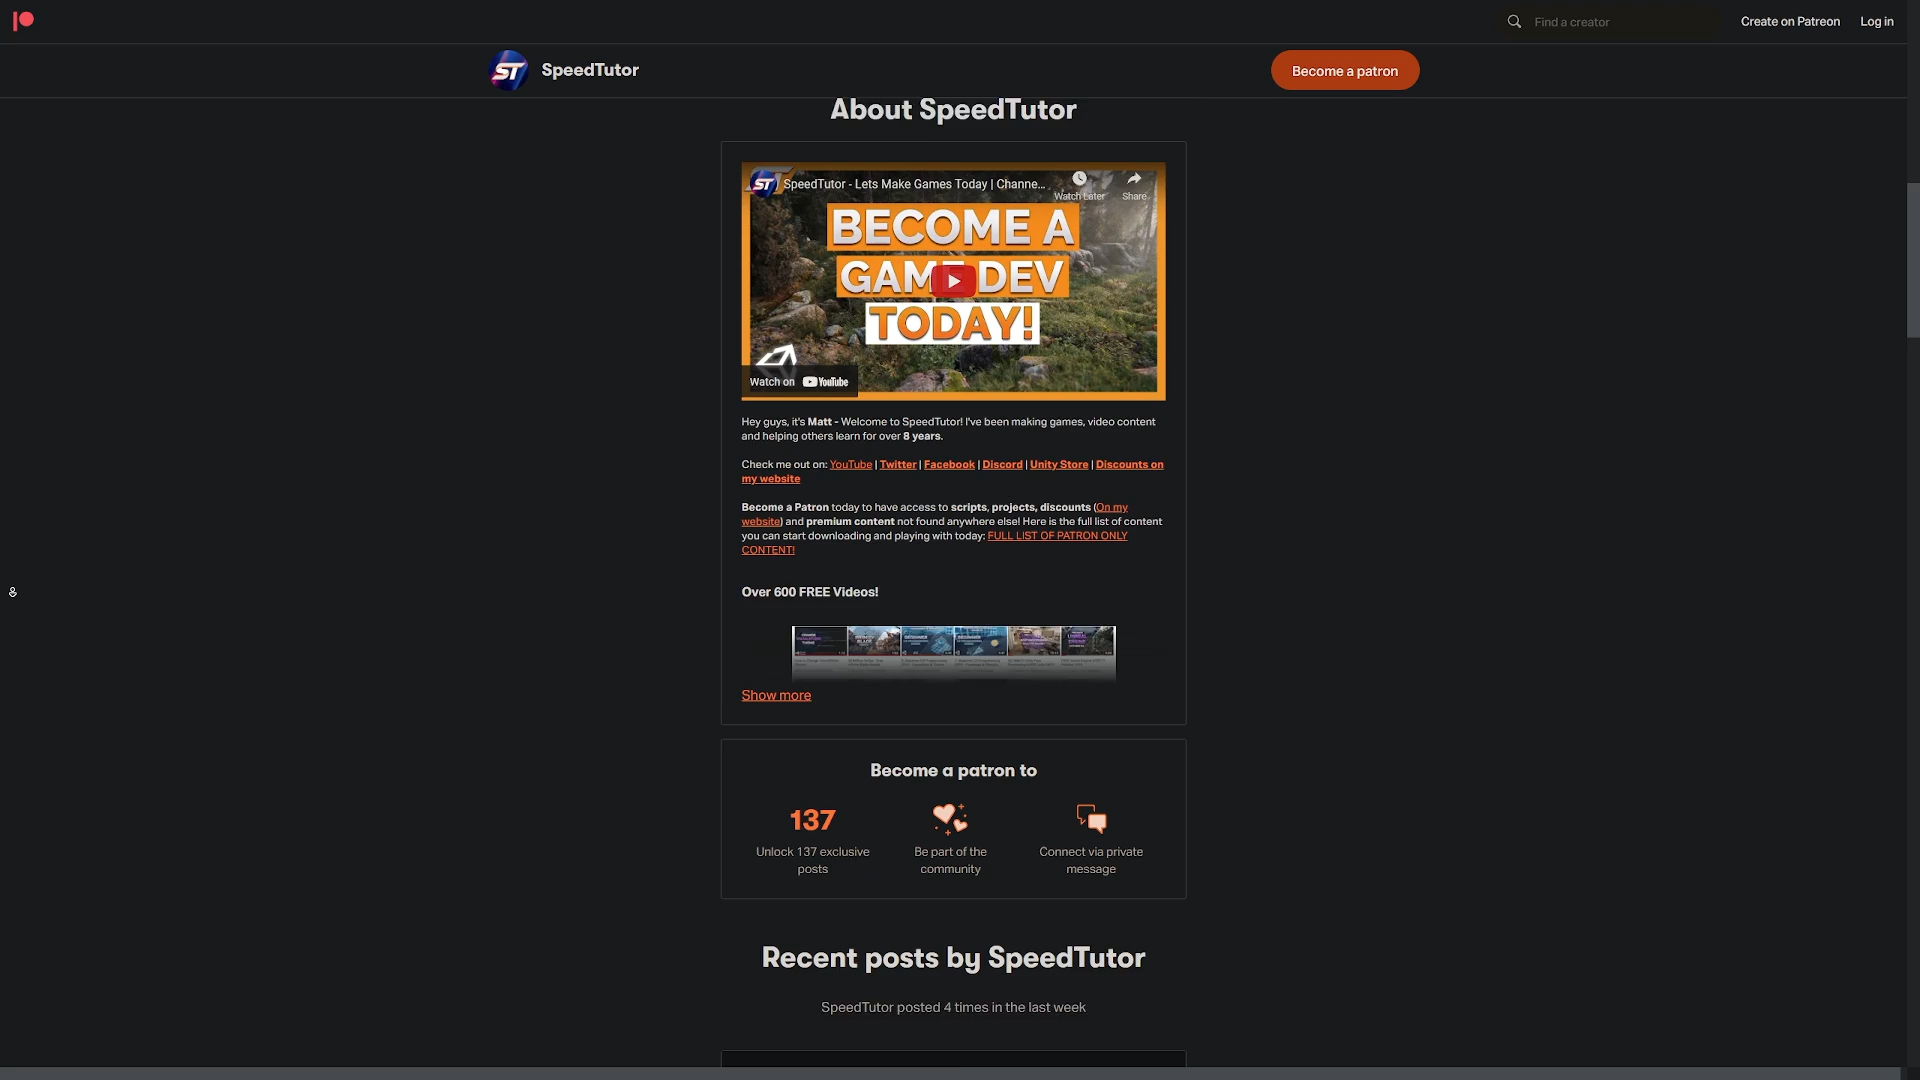 Find a creator
Create on Patreon
Log in
ST
SpeedTutor
Become a patron
About SpeedTutor
ST
SpeedTutor - Lets Make Games Today | Channe...
Watch Later
Share
BECOME A
GAME DEV
TODAY!
Watch on YouTube
Hey guys, it's Matt - Welcome to SpeedTutor! I've been making games, video content
and helping others learn for over 8 years.
Check me out on: YouTube | Twitter | Facebook | Discord | Unity Store | Discounts on
my website
Become a Patron today to have access to scripts, projects, discounts (On my
website) and premium content not found anywhere else! Here is the full list of content
you can start downloading and playing with today: FULL LIST OF PATRON ONLY
CONTENT!
Over 600 FREE Videos!
Show more
Become a patron to
137
Unlock 137 exclusive
posts
Be part of the
community
Connect via private
message
Recent posts by SpeedTutor
SpeedTutor posted 4 times in the last week